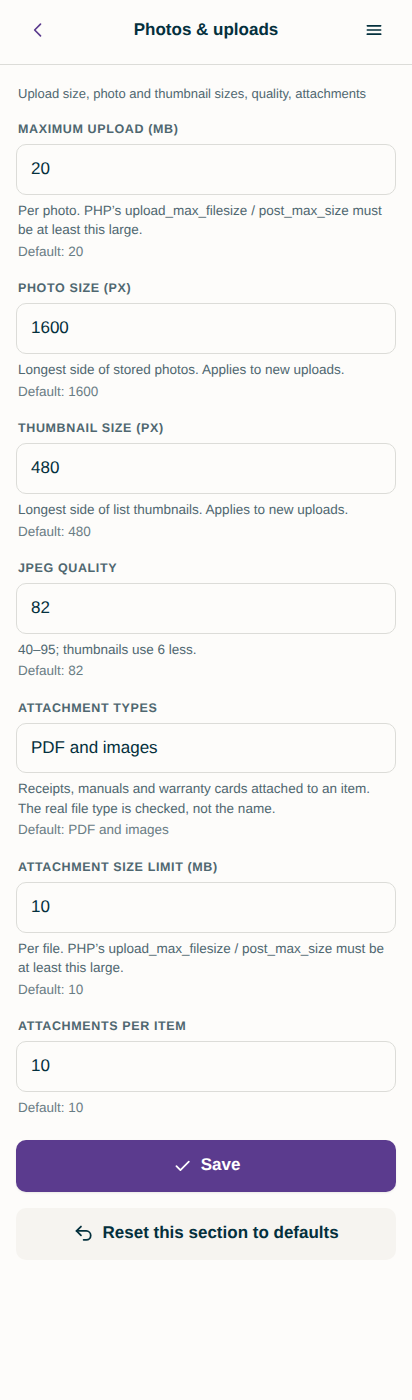 Photos & uploads
Upload size, photo and thumbnail sizes, quality, attachments
MAXIMUM UPLOAD (MB)
20
Per photo. PHP’s upload_max_filesize / post_max_size must
be at least this large.
Default: 20
PHOTO SIZE (PX)
1600
Longest side of stored photos. Applies to new uploads.
Default: 1600
THUMBNAIL SIZE (PX)
480
Longest side of list thumbnails. Applies to new uploads.
Default: 480
JPEG QUALITY
82
40–95; thumbnails use 6 less.
Default: 82
ATTACHMENT TYPES
PDF and images
Receipts, manuals and warranty cards attached to an item.
The real file type is checked, not the name.
Default: PDF and images
ATTACHMENT SIZE LIMIT (MB)
10
Per file. PHP’s upload_max_filesize / post_max_size must be
at least this large.
Default: 10
ATTACHMENTS PER ITEM
10
Default: 10
Save
Reset this section to defaults